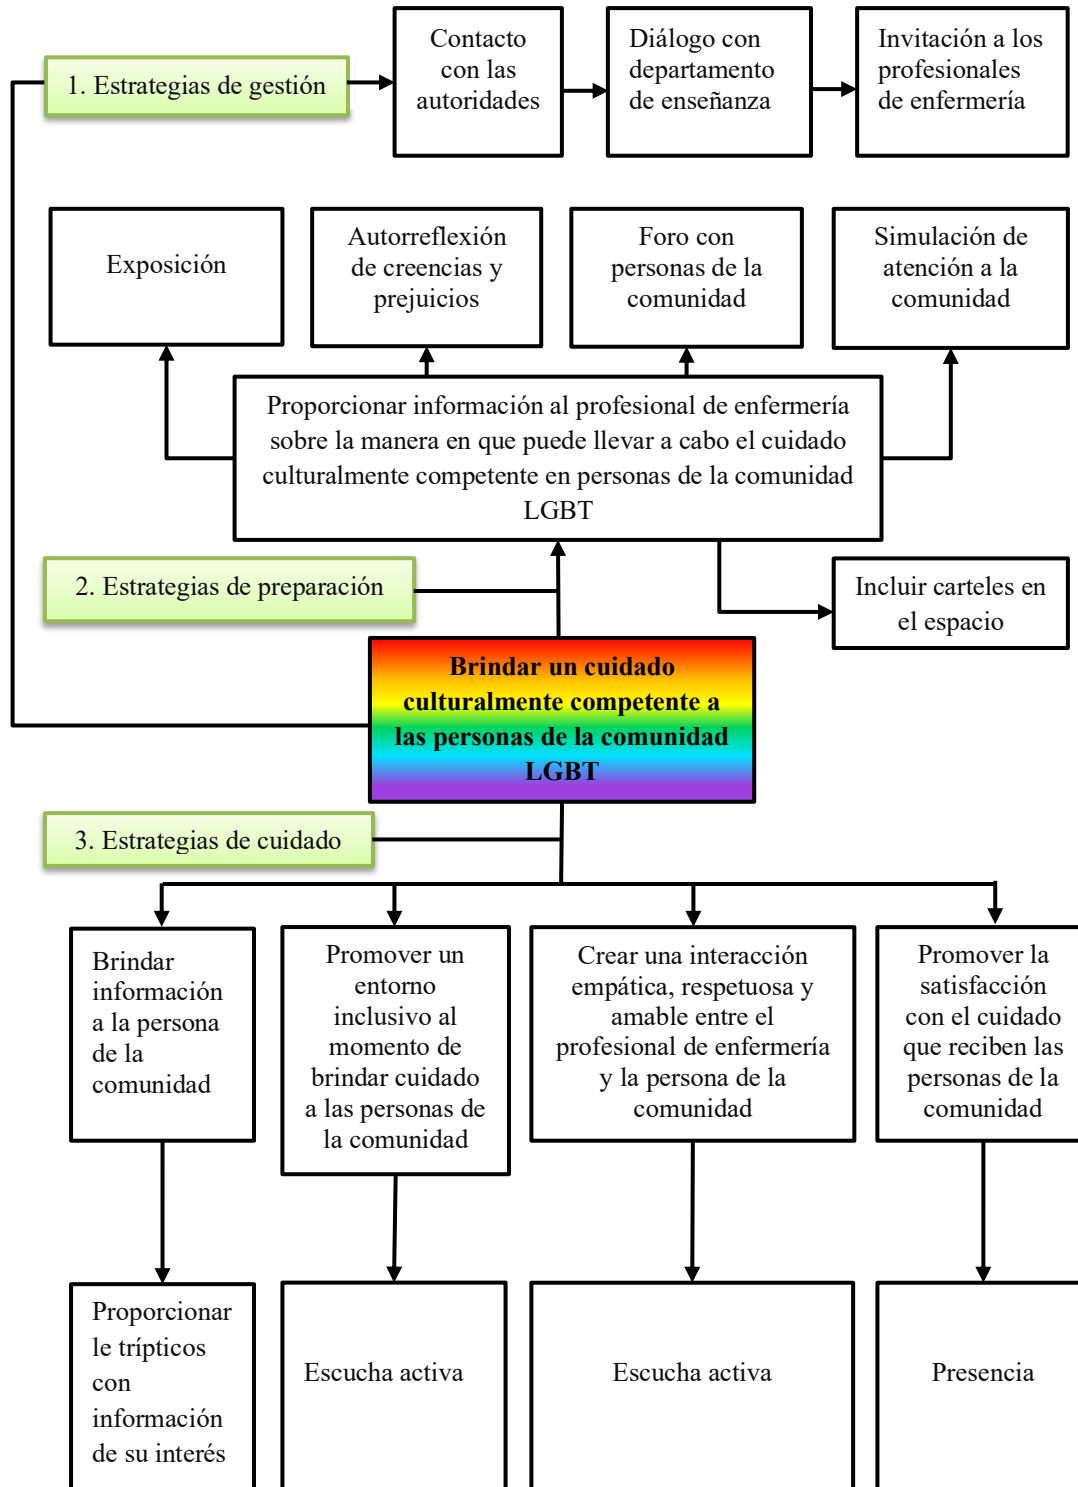 1. Estrategias de gestión
Contacto
con las
autoridades
Diálogo con
departamento
de enseñanza
Invitación a los
profesionales
de enfermería
Exposición
Autorreflexión
de creencias y
prejuicios
Foro con
personas de la
comunidad
Simulación de
atención a la
comunidad
Proporcionar información al profesional de enfermería
sobre la manera en que puede llevar a cabo el cuidado
culturalmente competente en personas de la comunidad
LGBT
2. Estrategias de preparación
Incluir carteles en
el espacio
Brindar un cuidado
culturalmente competente a
las personas de la comunidad
LGBT
3. Estrategias de cuidado
Brindar
información
a la persona
de la
comunidad
Promover un
entorno
inclusivo al
momento de
brindar cuidado
a las personas de
la comunidad
Crear una interacción
empática, respetuosa y
amable entre el
profesional de enfermería
y la persona de la
comunidad
Promover la
satisfacción
con el cuidado
que reciben las
personas de la
comunidad
Proporcionar
le trípticos
con
información
de su interés
Escucha activa
Escucha activa
Presencia